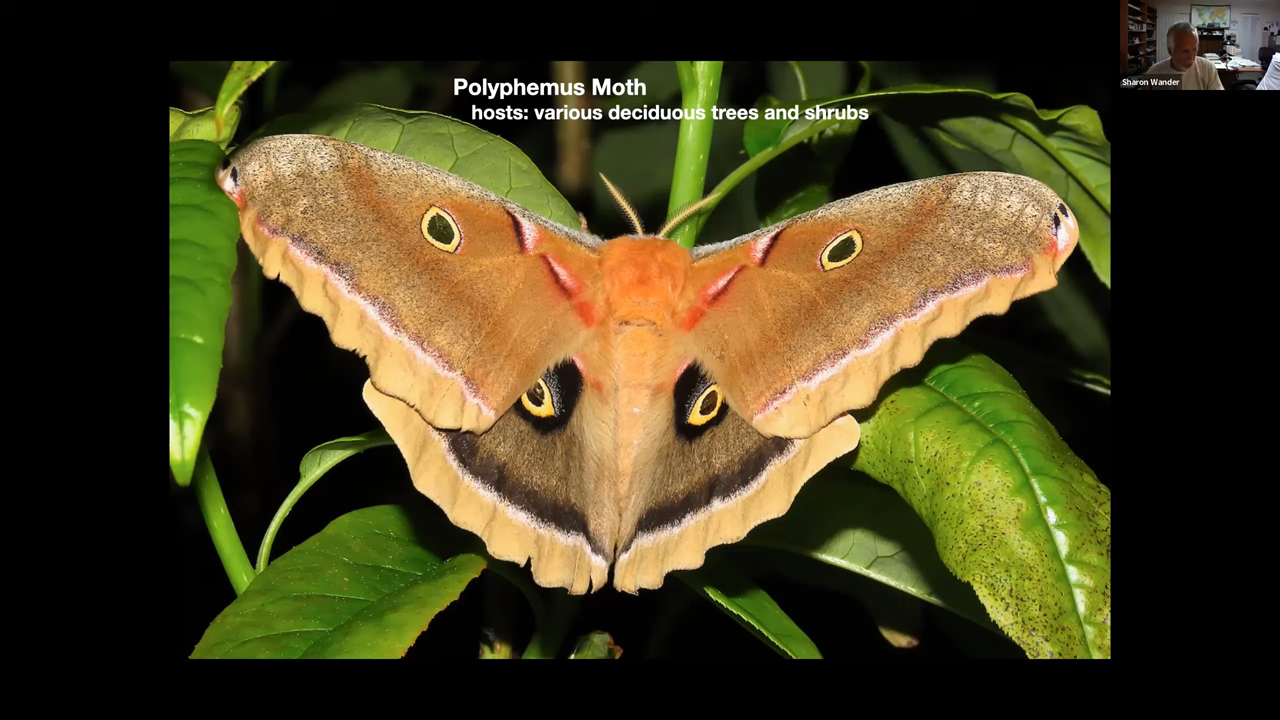 Polyphemus Moth
hosts: various deciduous trees and shrubs
Sharon Wander